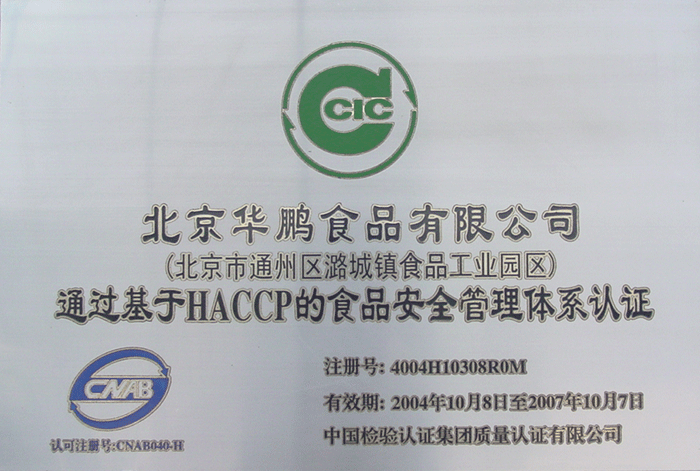 CIC
北京华鹏食品有限公司
(北京市通州区潞城镇食品工业园区)
通过基于HACCP的食品安全管理体系认证
注册号: 4004H10308R0M
有效期: 2004年10月8日至2007年10月7日
中国检验认证集团质量认证有限公司
CNAB
认可注册号:CNAB040-H